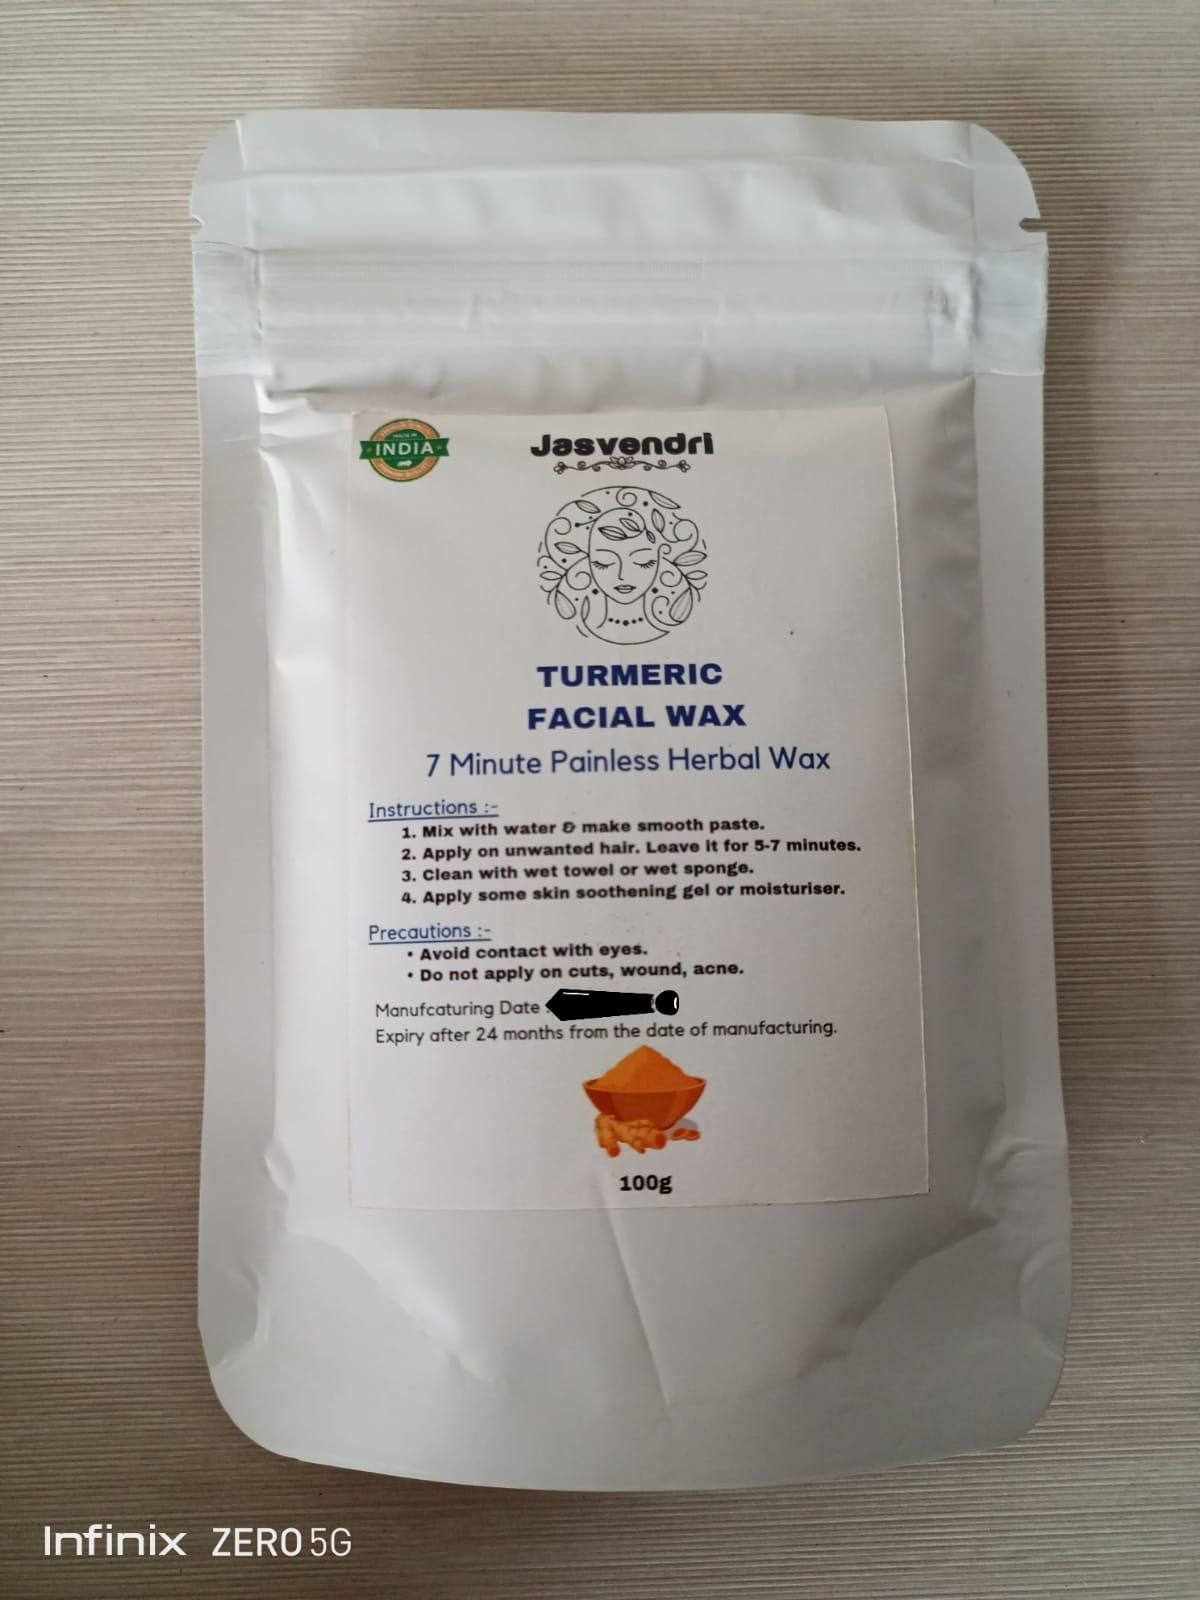 MADE IN
INDIA
Jasvendri
TURMERIC
FACIAL WAX
7 Minute Painless Herbal Wax
Instructions :-
1. Mix with water & make smooth paste.
2. Apply on unwanted hair. Leave it for 5-7 minutes.
3. Clean with wet towel or wet sponge.
4. Apply some skin soothening gel or moisturiser.
Precautions :-
• Avoid contact with eyes.
• Do not apply on cuts, wound, acne.
Manufcaturing Date :
Expiry after 24 months from the date of manufacturing.
100g
Infinix ZERO 5G